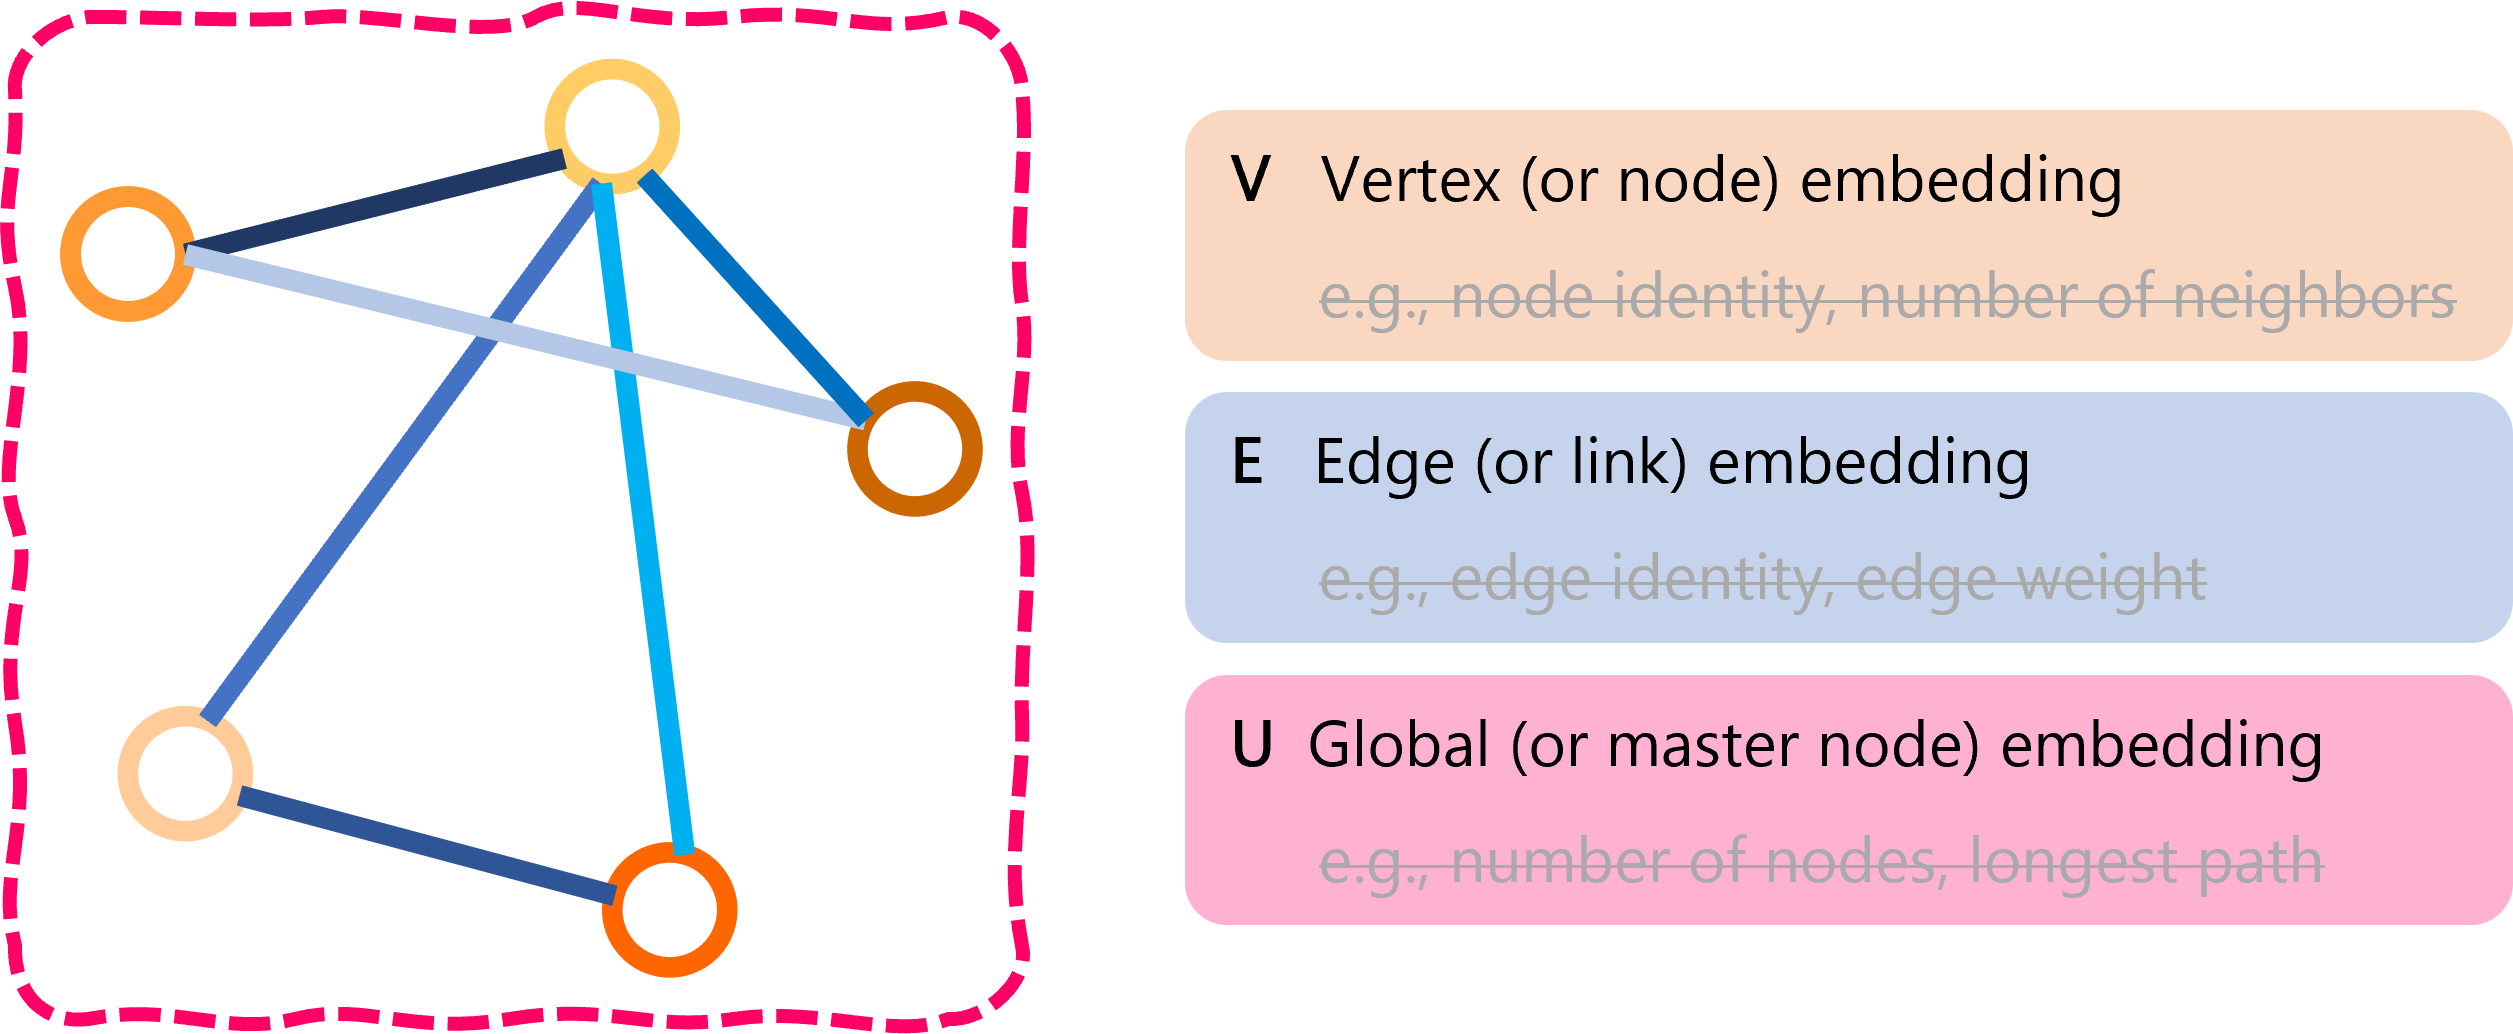 V Vertex (or node) embedding
e.g., node identity, number of neighbors
E Edge (or link) embedding
e.g., edge identity, edge weight
U Global (or master node) embedding
e.g., number of nodes, longest path